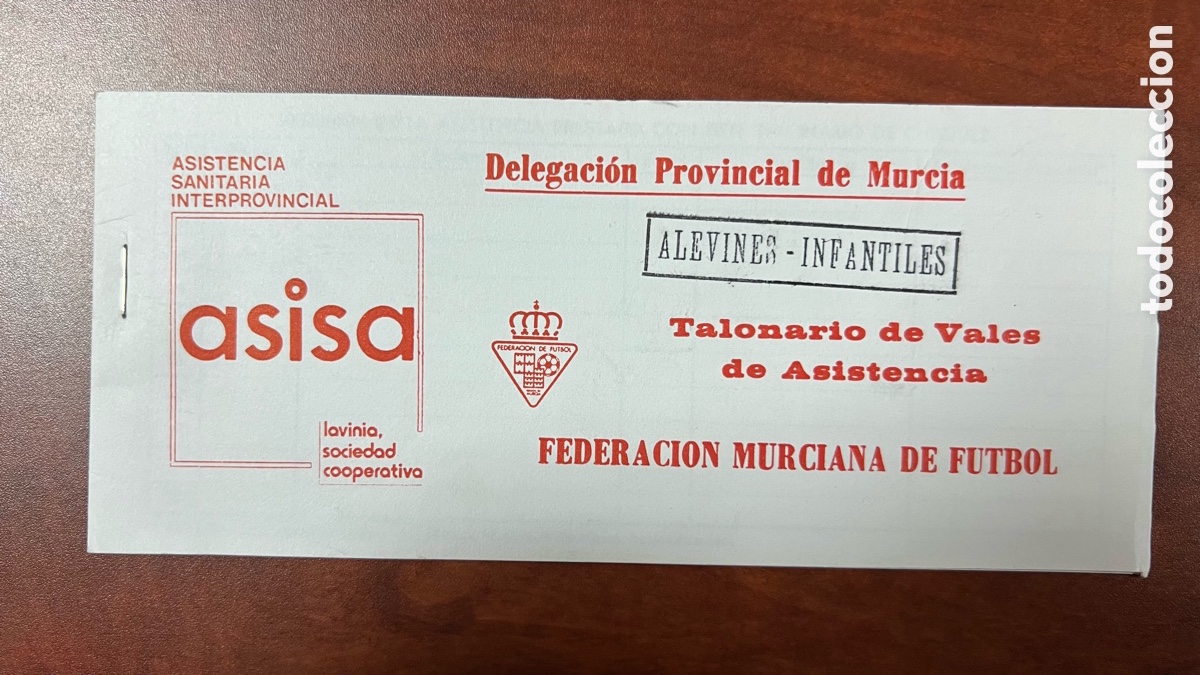 ASISTENCIA
SANITARIA
INTERPROVINCIAL
asisa
lavinia,
sociedad
cooperativa
Delegación Provincial de Murcia
ALEVINES - INFANTILES
FEDERACION DE FUTBOL
Talonario de Vales
de Asistencia
FEDERACION MURCIANA DE FUTBOL
todocoleccion